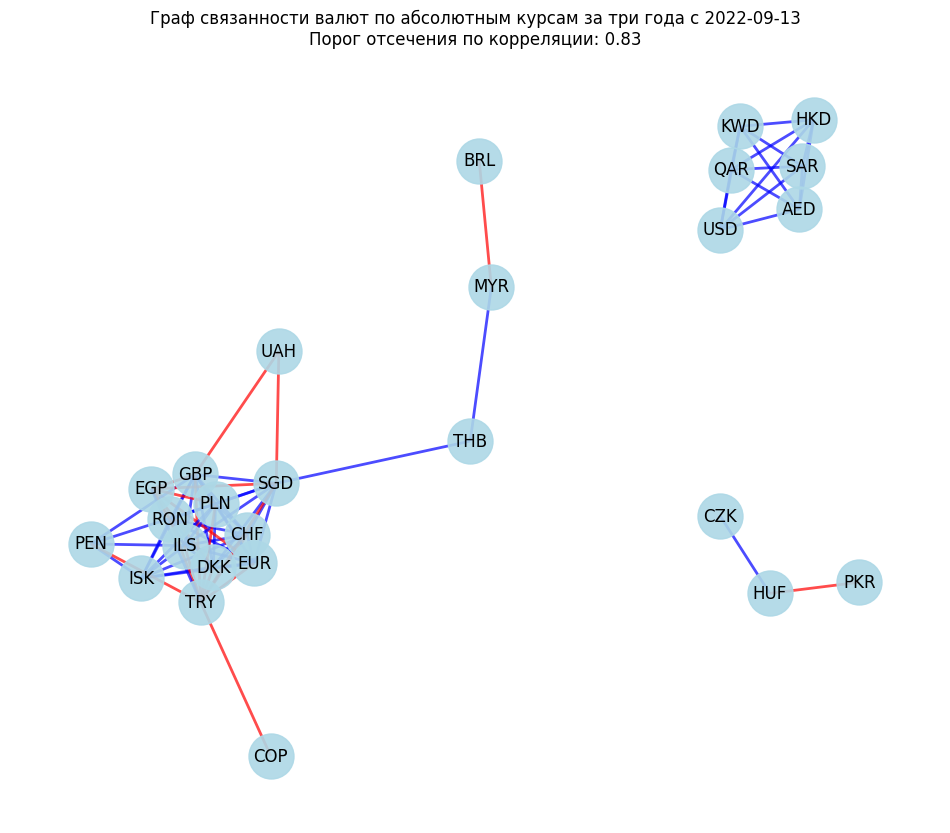 Граф связанности валют по абсолютным курсам за три года с 2022-09-13
Порог отсечения по корреляции: 0.83
HKD
KWD
BRL
SAR
QAR
AED
USD
MYR
UAH
THB
GBP
SGD
EGP
PLN
CZK
RON
CHF
PEN
ILS
EUR
DKK
ISK
PKR
HUF
TRY
COP